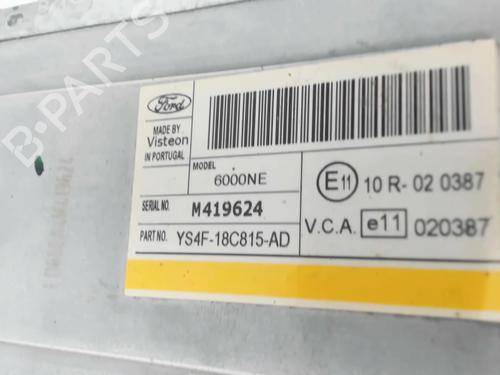 B-PARTS
Ford
MADE BY
Visteon
IN PORTUGAL
MODEL
6000NE
SERIAL NO.
M419624
PART NO.
YS4F-18C815-AD
E11 10 R- 02 0387
V.C.A. e11 020387